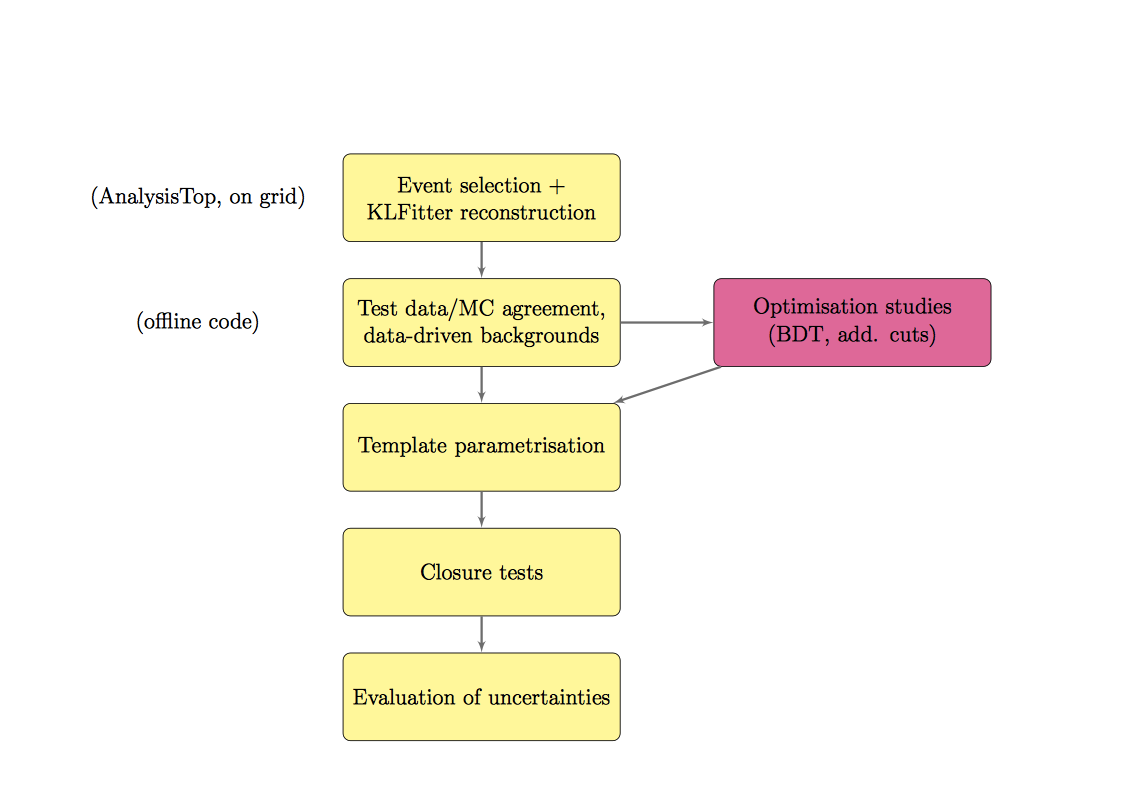 (AnalysisTop, on grid)
Event selection +
KLFitter reconstruction
(offline code)
Test data/MC agreement,
data-driven backgrounds
Optimisation studies
(BDT, add. cuts)
Template parametrisation
Closure tests
Evaluation of uncertainties